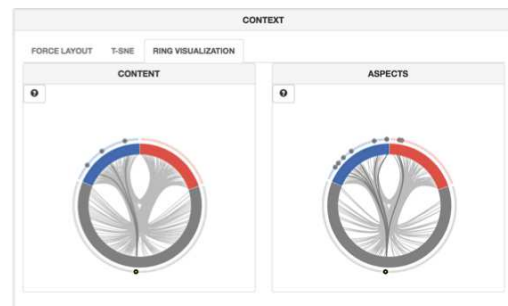 CONTEXT
FORCE LAYOUT T-SNE RING VISUALIZATION
CONTENT ASPECTS
? ?